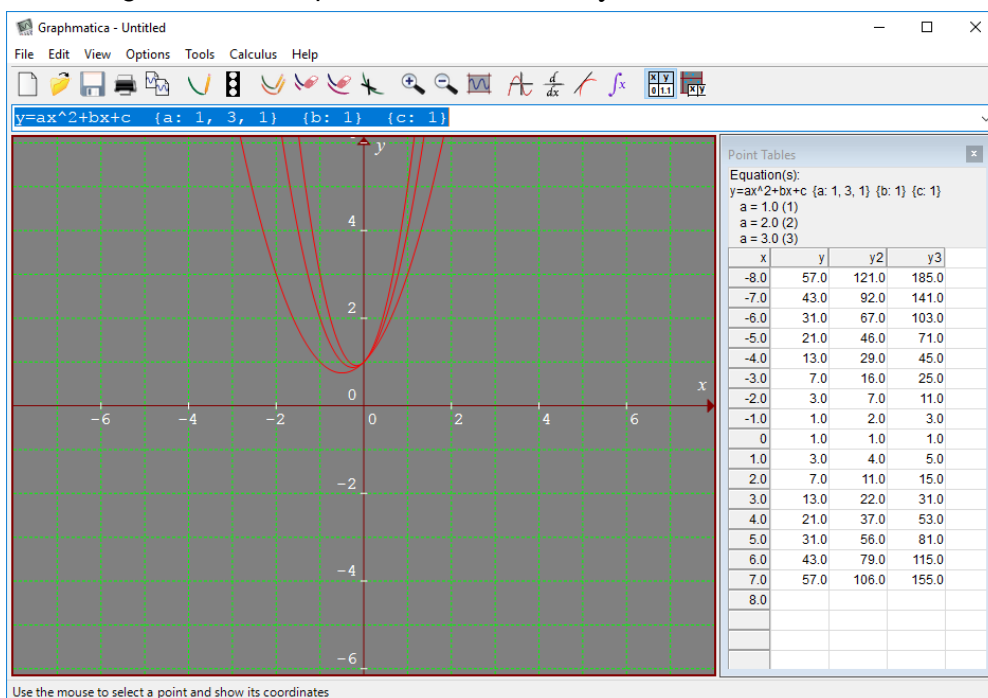 Graphmatica - Untitled
File Edit View Options Tools Calculus Help
d
dx
∫x
x y
0 1.1
x y
y=ax^2+bx+c {a: 1, 3, 1} {b: 1} {c: 1}
y
4
2
0
x
-6 -4 -2 0 2 4 6
-2
-4
-6
Point Tables
Equation(s):
y=ax^2+bx+c {a: 1, 3, 1} {b: 1} {c: 1}
a = 1.0 (1)
a = 2.0 (2)
a = 3.0 (3)
x y y2 y3
-8.0 57.0 121.0 185.0
-7.0 43.0 92.0 141.0
-6.0 31.0 67.0 103.0
-5.0 21.0 46.0 71.0
-4.0 13.0 29.0 45.0
-3.0 7.0 16.0 25.0
-2.0 3.0 7.0 11.0
-1.0 1.0 2.0 3.0
0 1.0 1.0 1.0
1.0 3.0 4.0 5.0
2.0 7.0 11.0 15.0
3.0 13.0 22.0 31.0
4.0 21.0 37.0 53.0
5.0 31.0 56.0 81.0
6.0 43.0 79.0 115.0
7.0 57.0 106.0 155.0
8.0
Use the mouse to select a point and show its coordinates